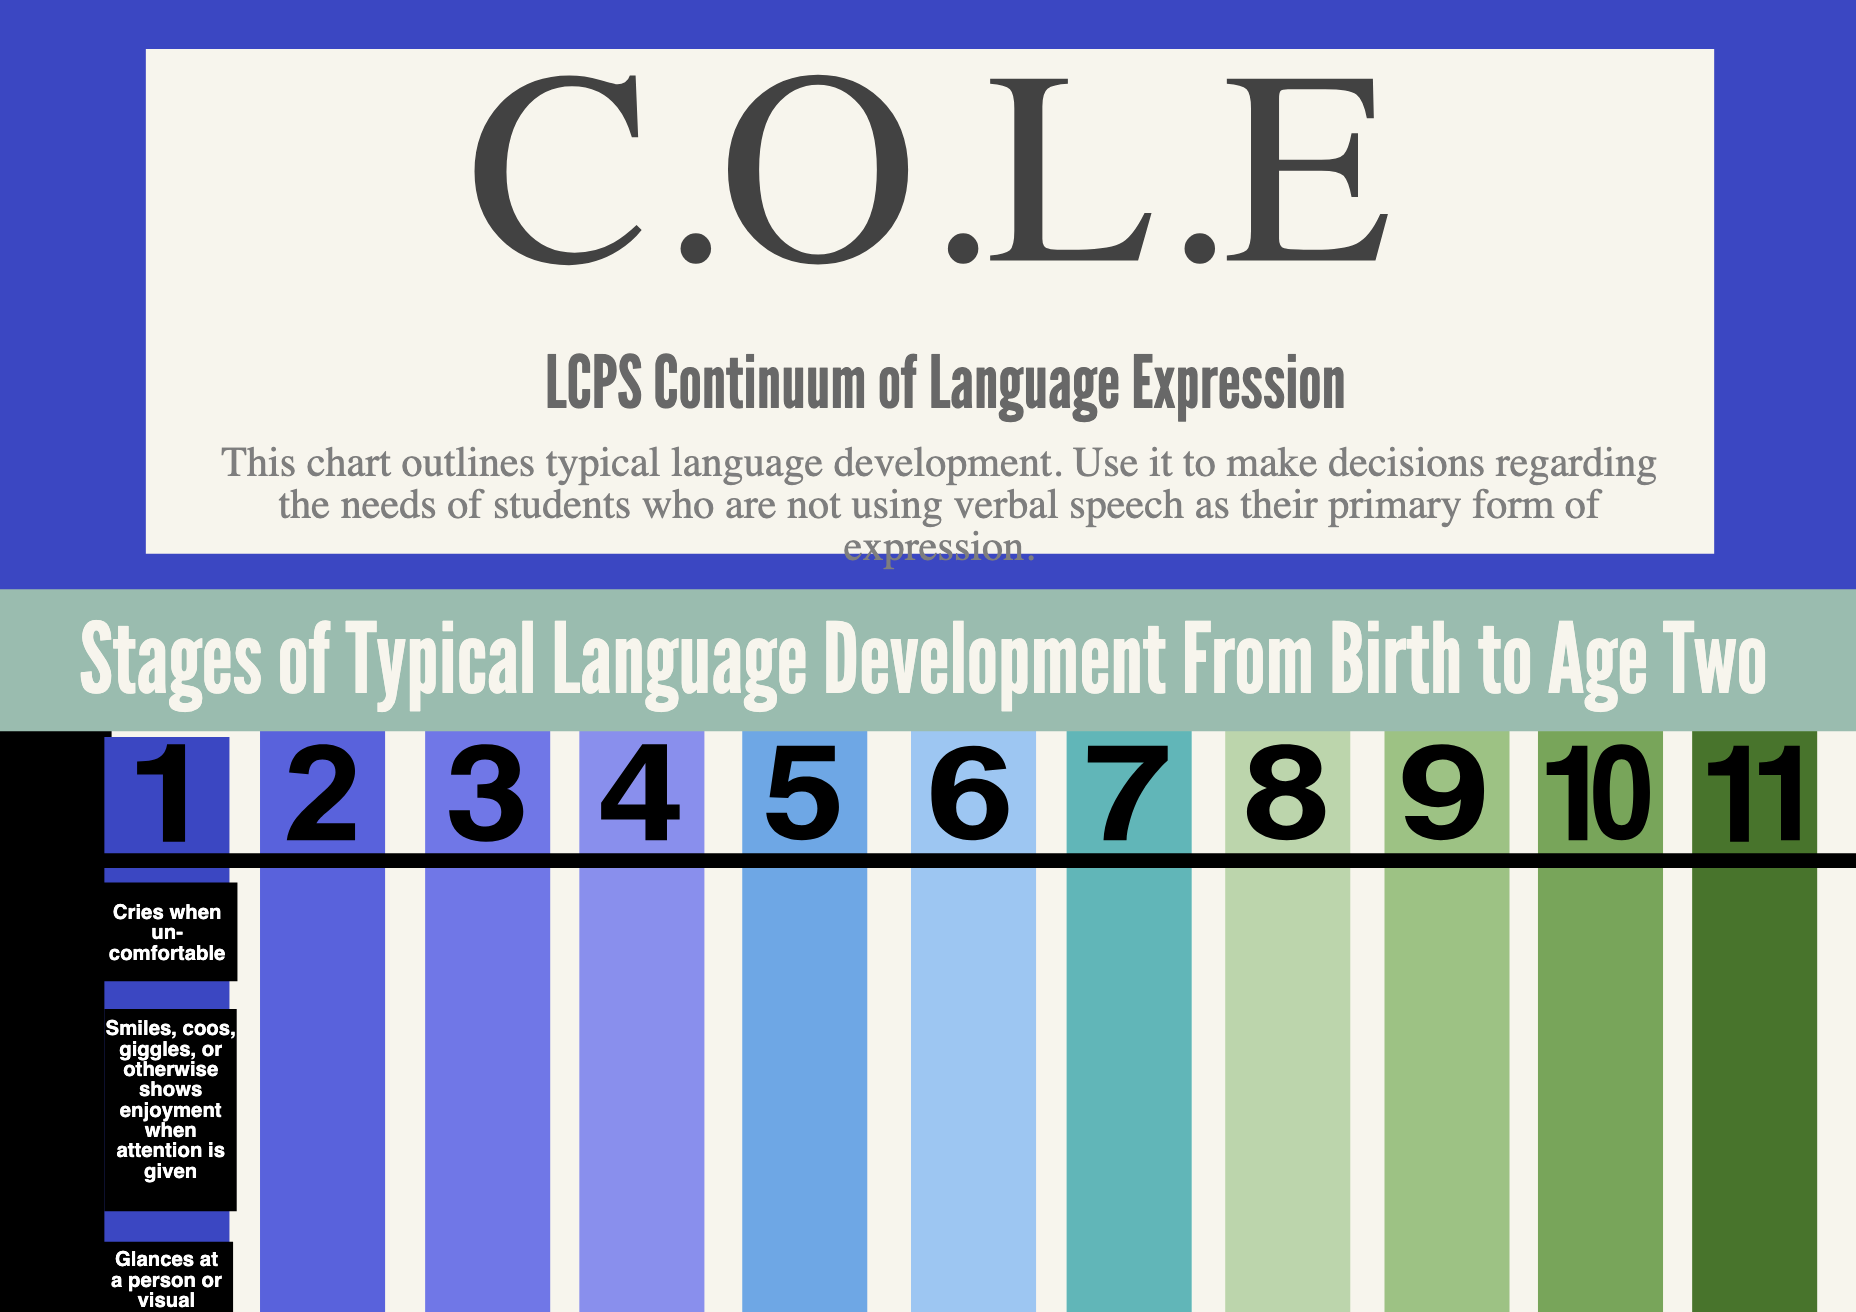 C.O.L.E
LCPS Continuum of Language Expression
This chart outlines typical language development. Use it to make decisions regarding
the needs of students who are not using verbal speech as their primary form of
expression.
Stages of Typical Language Development From Birth to Age Two
1 2 3 4 5 6 7 8 9 10 11
Cries when
un-
comfortable
Smiles, coos,
giggles, or
otherwise
shows
enjoyment
when
attention is
given
Glances at
a person or
visual